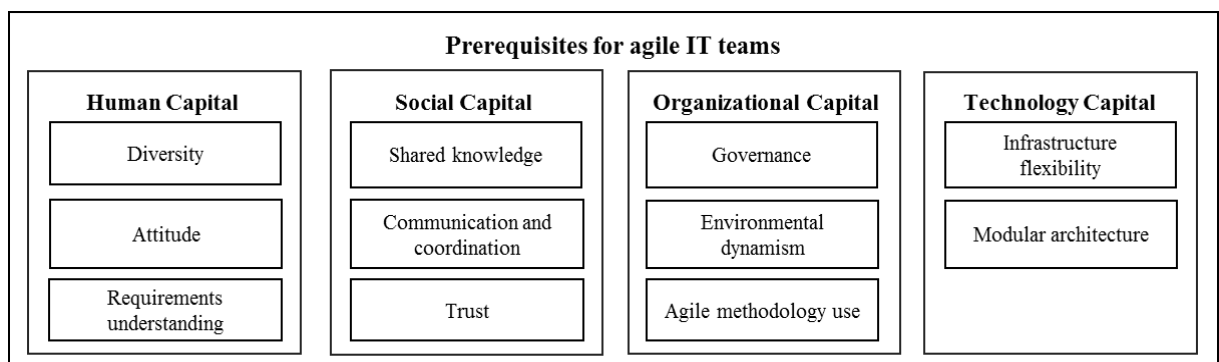 Prerequisites for agile IT teams
Human Capital
Diversity
Attitude
Requirements
understanding
Social Capital
Shared knowledge
Communication and
coordination
Trust
Organizational Capital
Governance
Environmental
dynamism
Agile methodology use
Technology Capital
Infrastructure
flexibility
Modular architecture